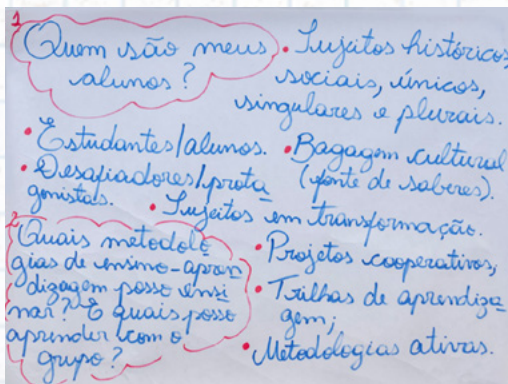 1
Quem são meus
alunos?
• Sujeitos históricos,
sociais, únicos,
singulares e plurais.
• Estudantes/alunos.
• Bagagem cultural
(fonte de saberes).
• Desafiadores/prota
gonistas.
• Sujeitos em transformação.
2
Quais metodolo
gias de ensino-apren
dizagem posso ensi
nar? E quais posso
aprender com o
grupo?
• Projetos cooperativos;
• Trilhas de aprendiza
gem;
• Metodologias ativas.